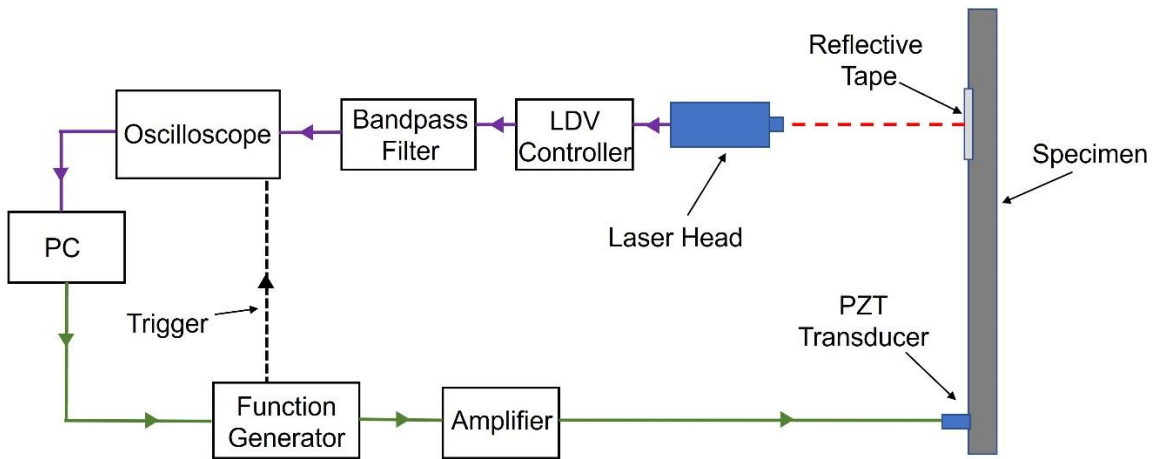 Oscilloscope
Bandpass
Filter
LDV
Controller
Laser Head
Reflective
Tape
Specimen
PC
Trigger
Function
Generator
Amplifier
PZT
Transducer